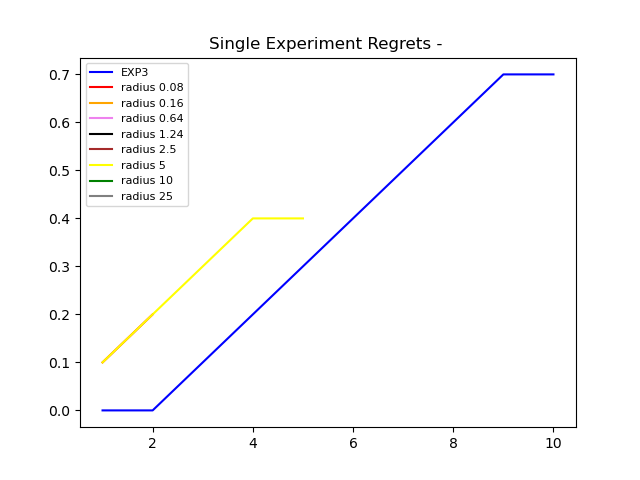 Single Experiment Regrets -
EXP3
radius 0.08
radius 0.16
radius 0.64
radius 1.24
radius 2.5
radius 5
radius 10
radius 25
0.7
0.6
0.5
0.4
0.3
0.2
0.1
0.0
2 4 6 8 10